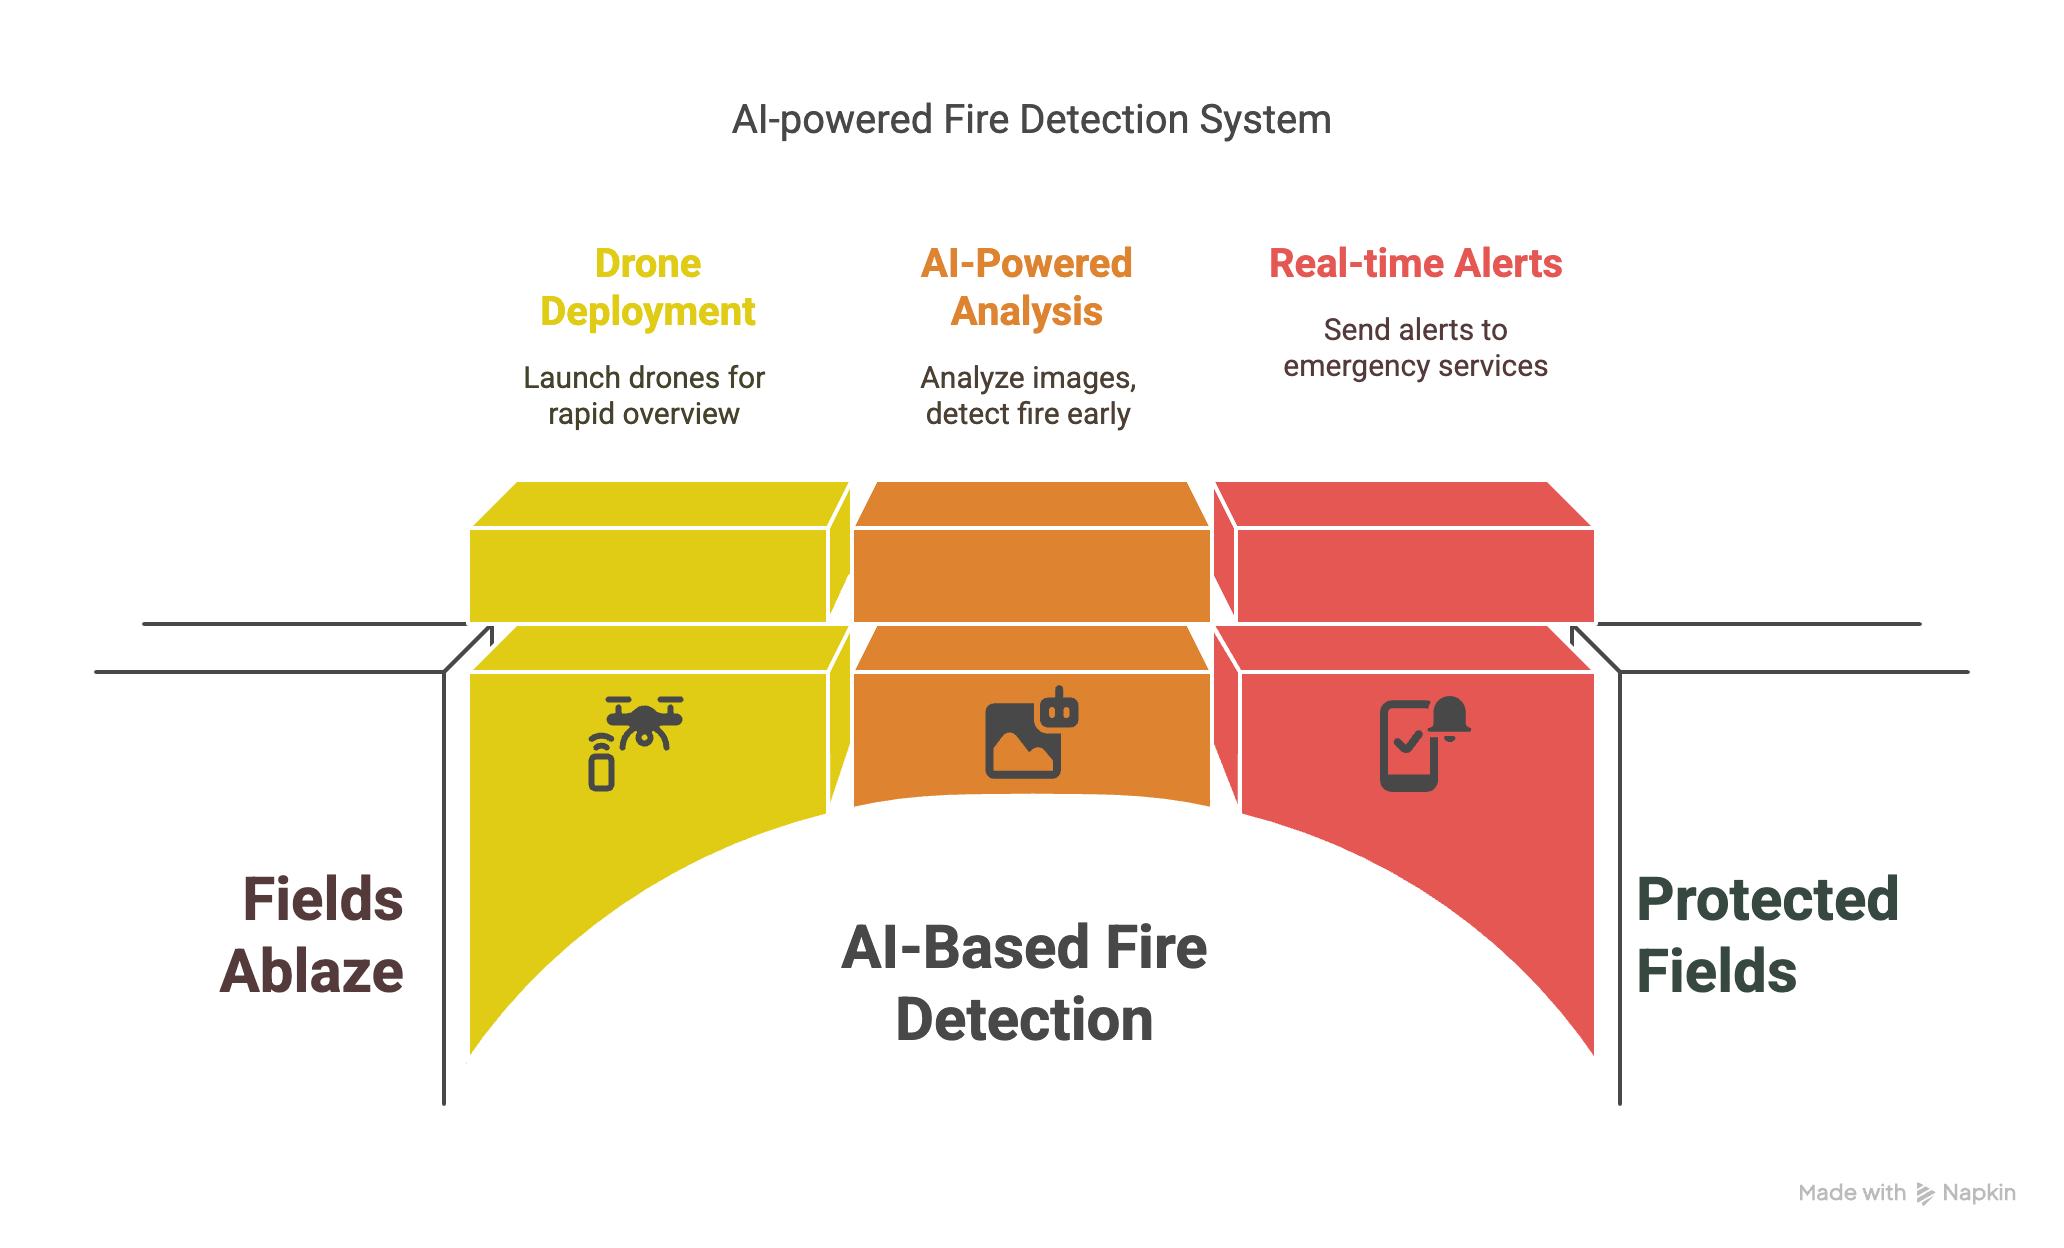 AI-powered Fire Detection System
Drone
Deployment
Launch drones for
rapid overview
AI-Powered
Analysis
Analyze images,
detect fire early
Real-time Alerts
Send alerts to
emergency services
Fields
Ablaze
AI-Based Fire
Detection
Protected
Fields
Made with Napkin